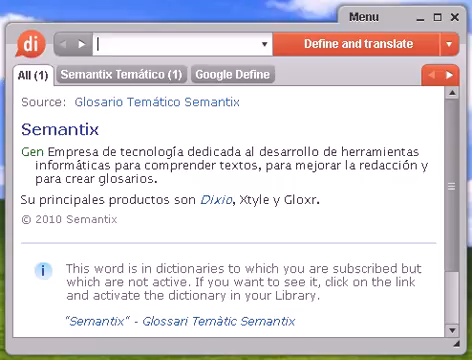 Menu
di
Define and translate
All (1)
Semantix Temático (1)
Google Define
Source: Glosario Temático Semantix
Semantix
Gen Empresa de tecnología dedicada al desarrollo de herramientas
informáticas para comprender textos, para mejorar la redacción y
para crear glosarios.
Su principales productos son Dixio, Xtyle y Gloxr.
© 2010 Semantix
i
This word is in dictionaries to which you are subscribed but
which are not active. If you want to see it, click on the link
and activate the dictionary in your Library.
"Semantix" - Glossari Temàtic Semantix